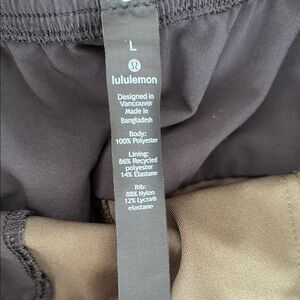 L
lululemon
Designed in
Vancouver
Made in
Bangladesh
Body:
100% Polyester
Lining:
86% Recycled
polyester
14% Elastane
Rib:
88% Nylon
12% Lycra®
elastane